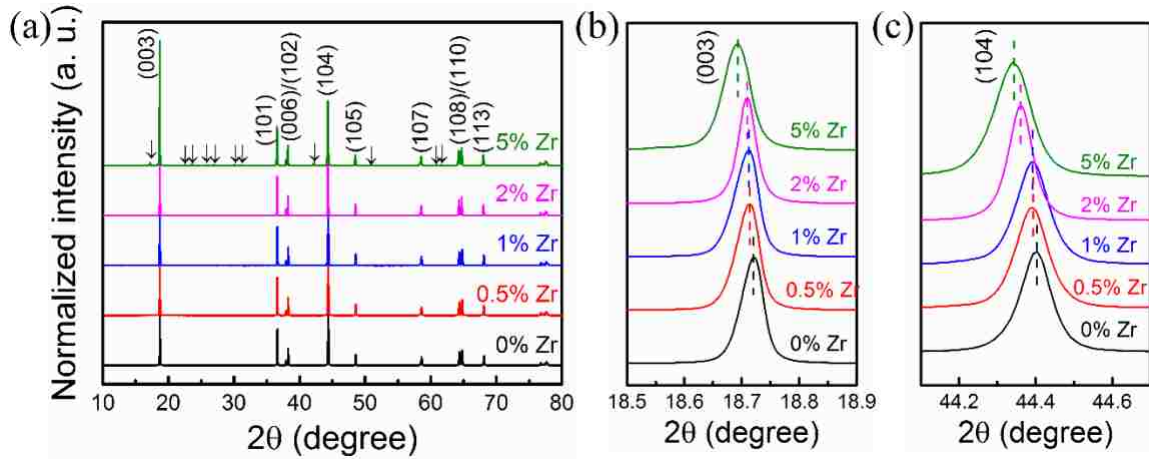 (a)
Normalized intensity (a. u.)
(003)
(101)
(006)/(102)
(104)
(105)
(107)
(108)/(110)
(113)
5% Zr
2% Zr
1% Zr
0.5% Zr
0% Zr
10 20 30 40 50 60 70 80
2θ (degree)
(b)
(003)
5% Zr
2% Zr
1% Zr
0.5% Zr
0% Zr
18.5 18.6 18.7 18.8 18.9
2θ (degree)
(c)
(104)
5% Zr
2% Zr
1% Zr
0.5% Zr
0% Zr
44.2 44.4 44.6
2θ (degree)